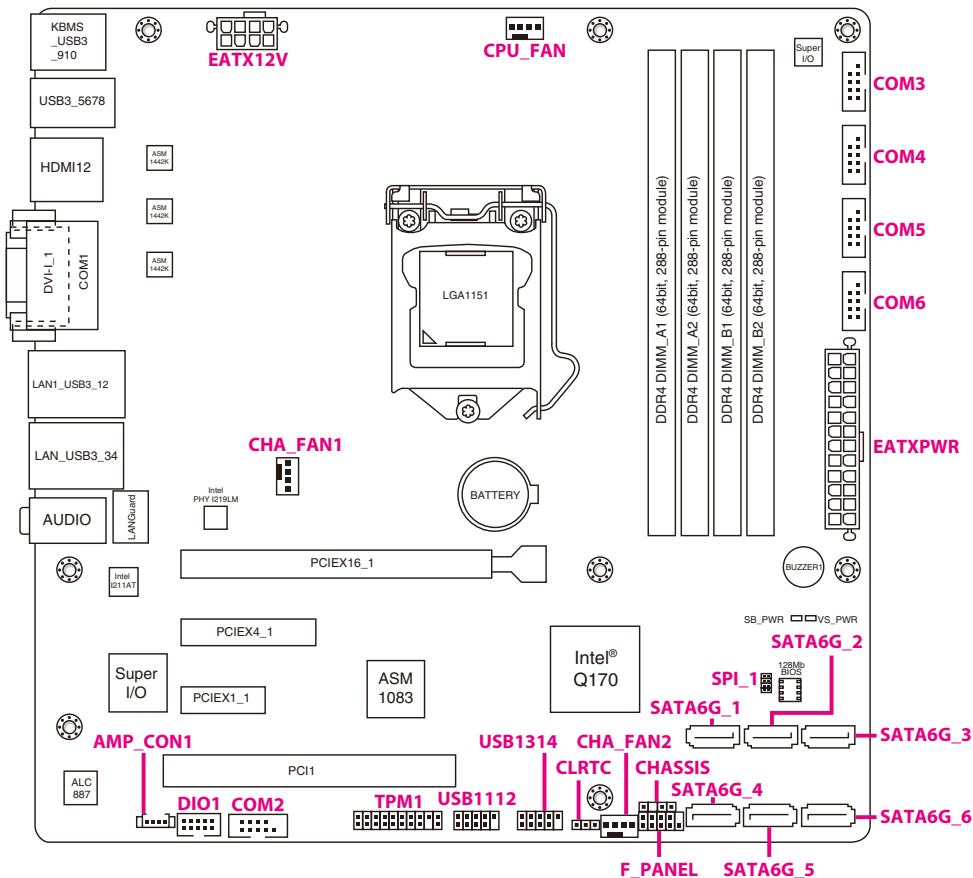 KBMS
_USB3
_910
EATX12V
CPU_FAN
Super
I/O
COM3
USB3_5678
COM4
HDMI12
ASM
1442K
ASM
1442K
ASM
1442K
COM5
DVI-I_1
COM1
COM6
LGA1151
DDR4 DIMM_A1 (64bit, 288-pin module)
DDR4 DIMM_A2 (64bit, 288-pin module)
DDR4 DIMM_B1 (64bit, 288-pin module)
DDR4 DIMM_B2 (64bit, 288-pin module)
LAN1_USB3_12
EATXPWR
CHA_FAN1
LAN_USB3_34
Intel
PHY I219LM
BATTERY
AUDIO
LANGuard
PCIEX16_1
BUZZER1
Intel
I211AT
SB_PWR
VS_PWR
PCIEX4_1
SATA6G_2
Super
I/O
ASM
1083
Intel®
Q170
128Mb
BIOS
SPI_1
PCIEX1_1
SATA6G_1
SATA6G_3
AMP_CON1
USB1314
CHA_FAN2
PCI1
CLRTC
CHASSIS
ALC
887
SATA6G_4
DIO1
COM2
TPM1
USB1112
SATA6G_6
F_PANEL
SATA6G_5